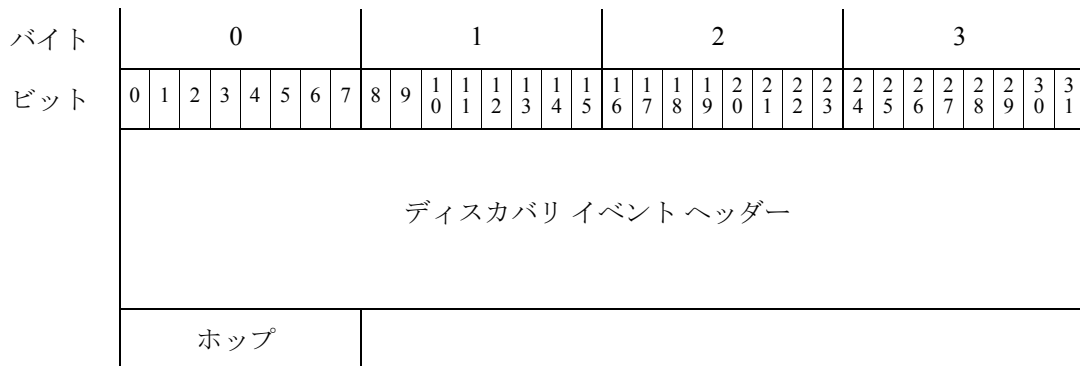 バイト 0 1 2 3
ビット 0 1 2 3 4 5 6 7 8 9 10 11 12 13 14 15 16 17 18 19 20 21 22 23 24 25 26 27 28 29 30 31
ディスカバリ イベント ヘッダー
ホップ